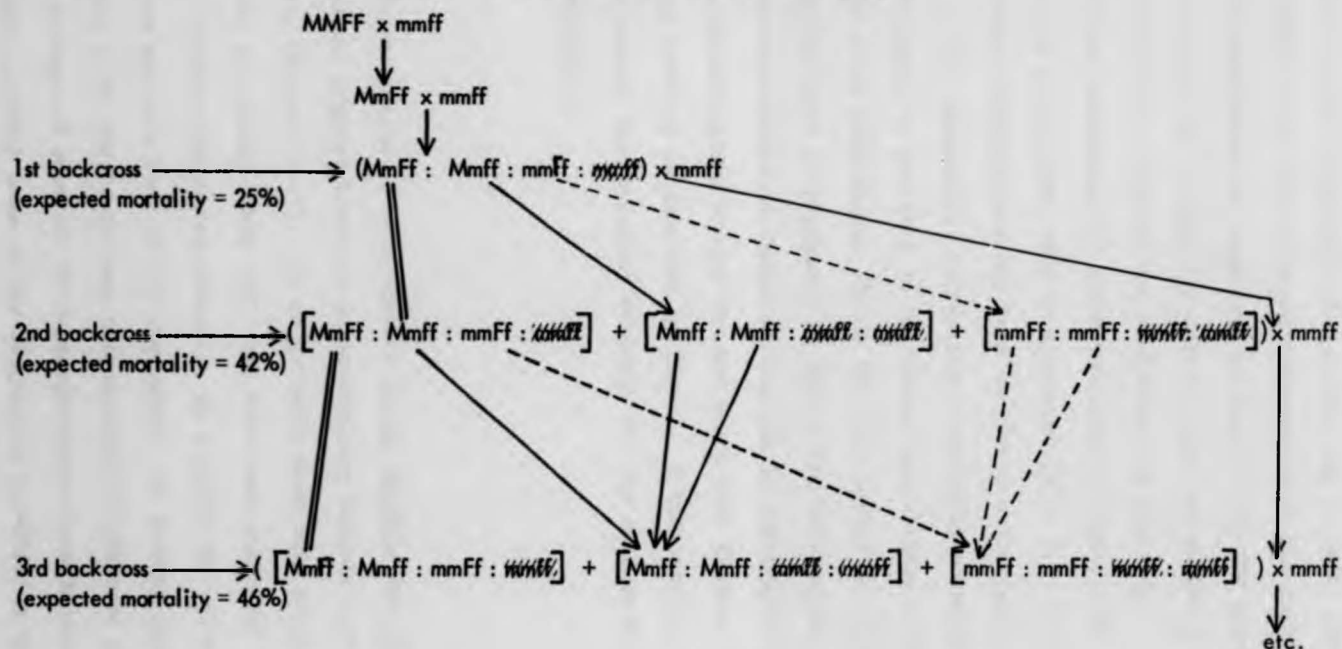 MMFF x mmff
MmFf x mmff
1st backcross (MmFf : Mmff : mmFf : mmff) x mmff
(expected mortality = 25%)
2nd backcross ([MmFf : Mmff : mmFf : mmff] + [Mmff : Mmff : mmff : mmff] + [mmFf : mmFf : mmff : mmff]) x mmff
(expected mortality = 42%)
3rd backcross ([MmFf : Mmff : mmFf : mmff] + [Mmff : Mmff : mmff : mmff] + [mmFf : mmFf : mmff : mmff]) x mmff
(expected mortality = 46%)
etc.